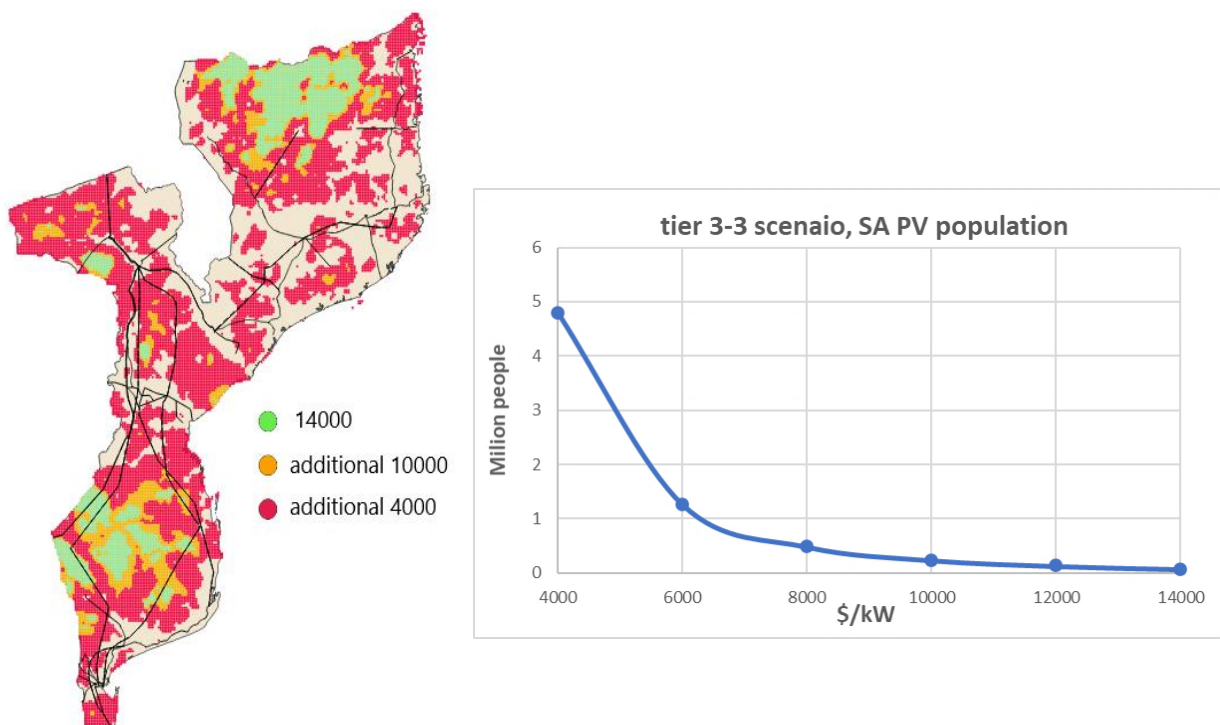 14000
additional 10000
additional 4000
tier 3-3 scenaio, SA PV population
6
5
4
3
2
1
0
Milion people
4000 6000 8000 10000 12000 14000
$/kW